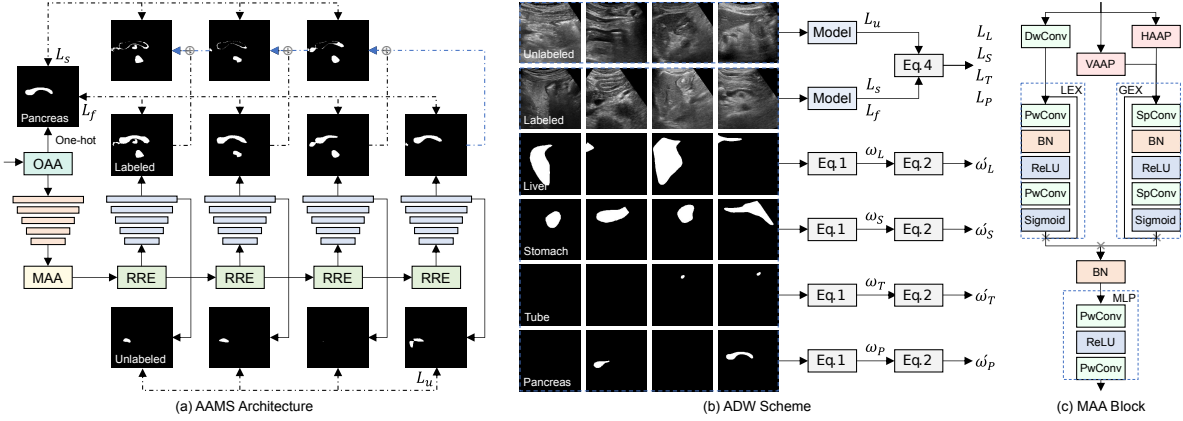 L_s
Pancreas
L_f
One-hot
OAA
Labeled
MAA
RRE
RRE
RRE
RRE
Unlabeled
L_u
(a) AAMS Architecture
Unlabeled
Model
L_u
Labeled
Model
L_s
L_f
Eq.4
L_L
L_S
L_T
L_P
Liver
Eq.1
ω_L
Eq.2
ώ_L
Stomach
Eq.1
ω_S
Eq.2
ώ_S
Tube
Eq.1
ω_T
Eq.2
ώ_T
Pancreas
Eq.1
ω_P
Eq.2
ώ_P
(b) ADW Scheme
DwConv
HAAP
VAAP
LEX
GEX
PwConv
BN
ReLU
PwConv
Sigmoid
SpConv
BN
ReLU
SpConv
Sigmoid
BN
MLP
PwConv
ReLU
PwConv
(c) MAA Block